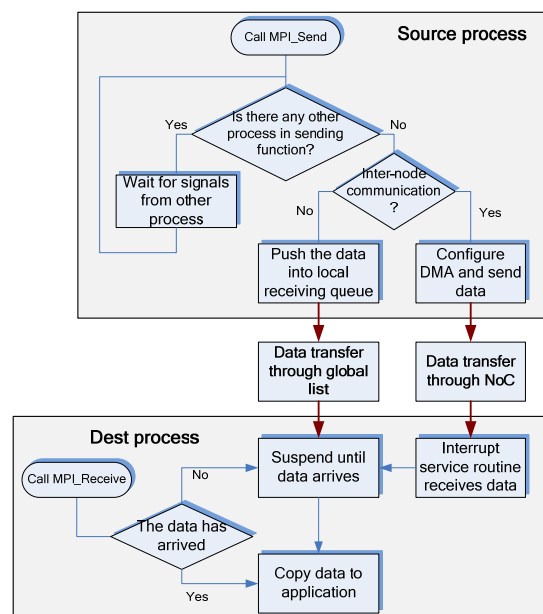 Call MPI_Send
Source process
Is there any other
process in sending
function?
Yes
No
Wait for signals
from other
process
Inter-node
communication
?
No
Yes
Push the data
into local
receiving queue
Configure
DMA and send
data
Data transfer
through global
list
Data transfer
through NoC
Dest process
Call MPI_Receive
No
Suspend until
data arrives
Interrupt
service routine
receives data
The data has
arrived
Yes
Copy data to
application